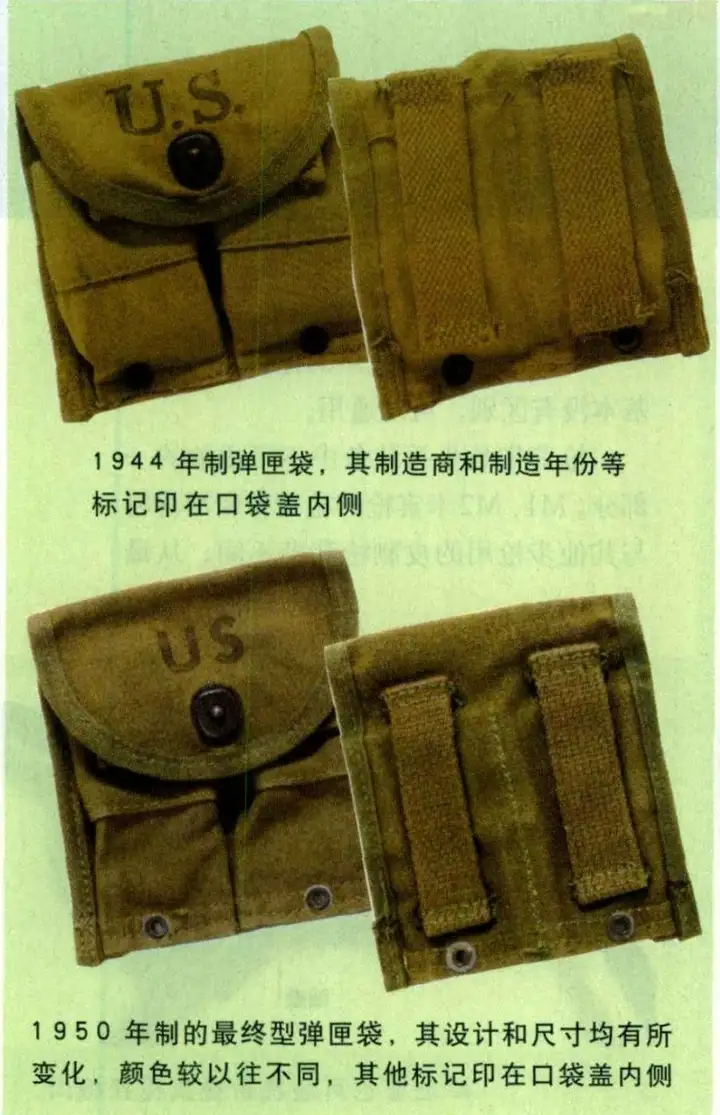 U.S.
1944 年制弹匣袋，其制造商和制造年份等
标记印在口袋盖内侧
US
1950 年制的最终型弹匣袋，其设计和尺寸均有所
变化，颜色较以往不同，其他标记印在口袋盖内侧